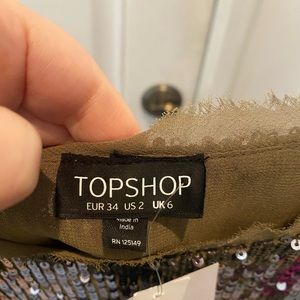 TOPSHOP
EUR 34 US 2 UK 6
Made in
India
RN 125149